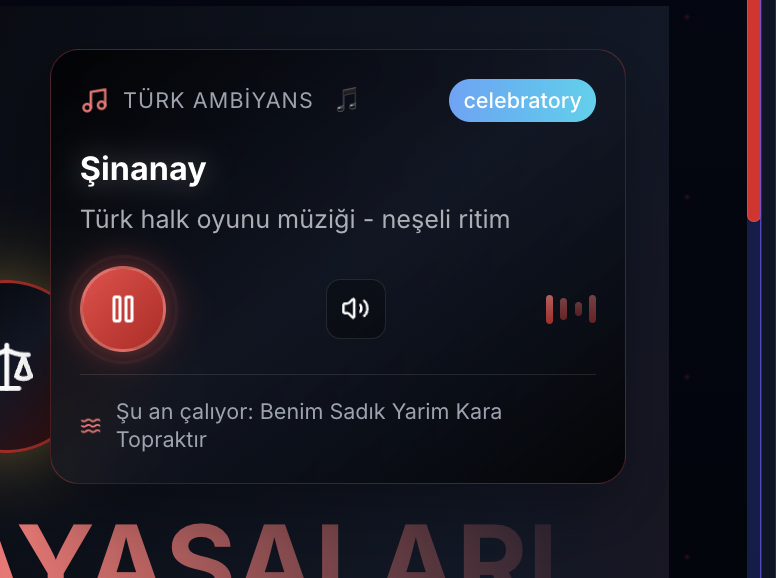 TÜRK AMBİYANS
celebratory
Şinanay
Türk halk oyunu müziği - neşeli ritim
Şu an çalıyor: Benim Sadık Yarim Kara
Topraktır
AYASALARI